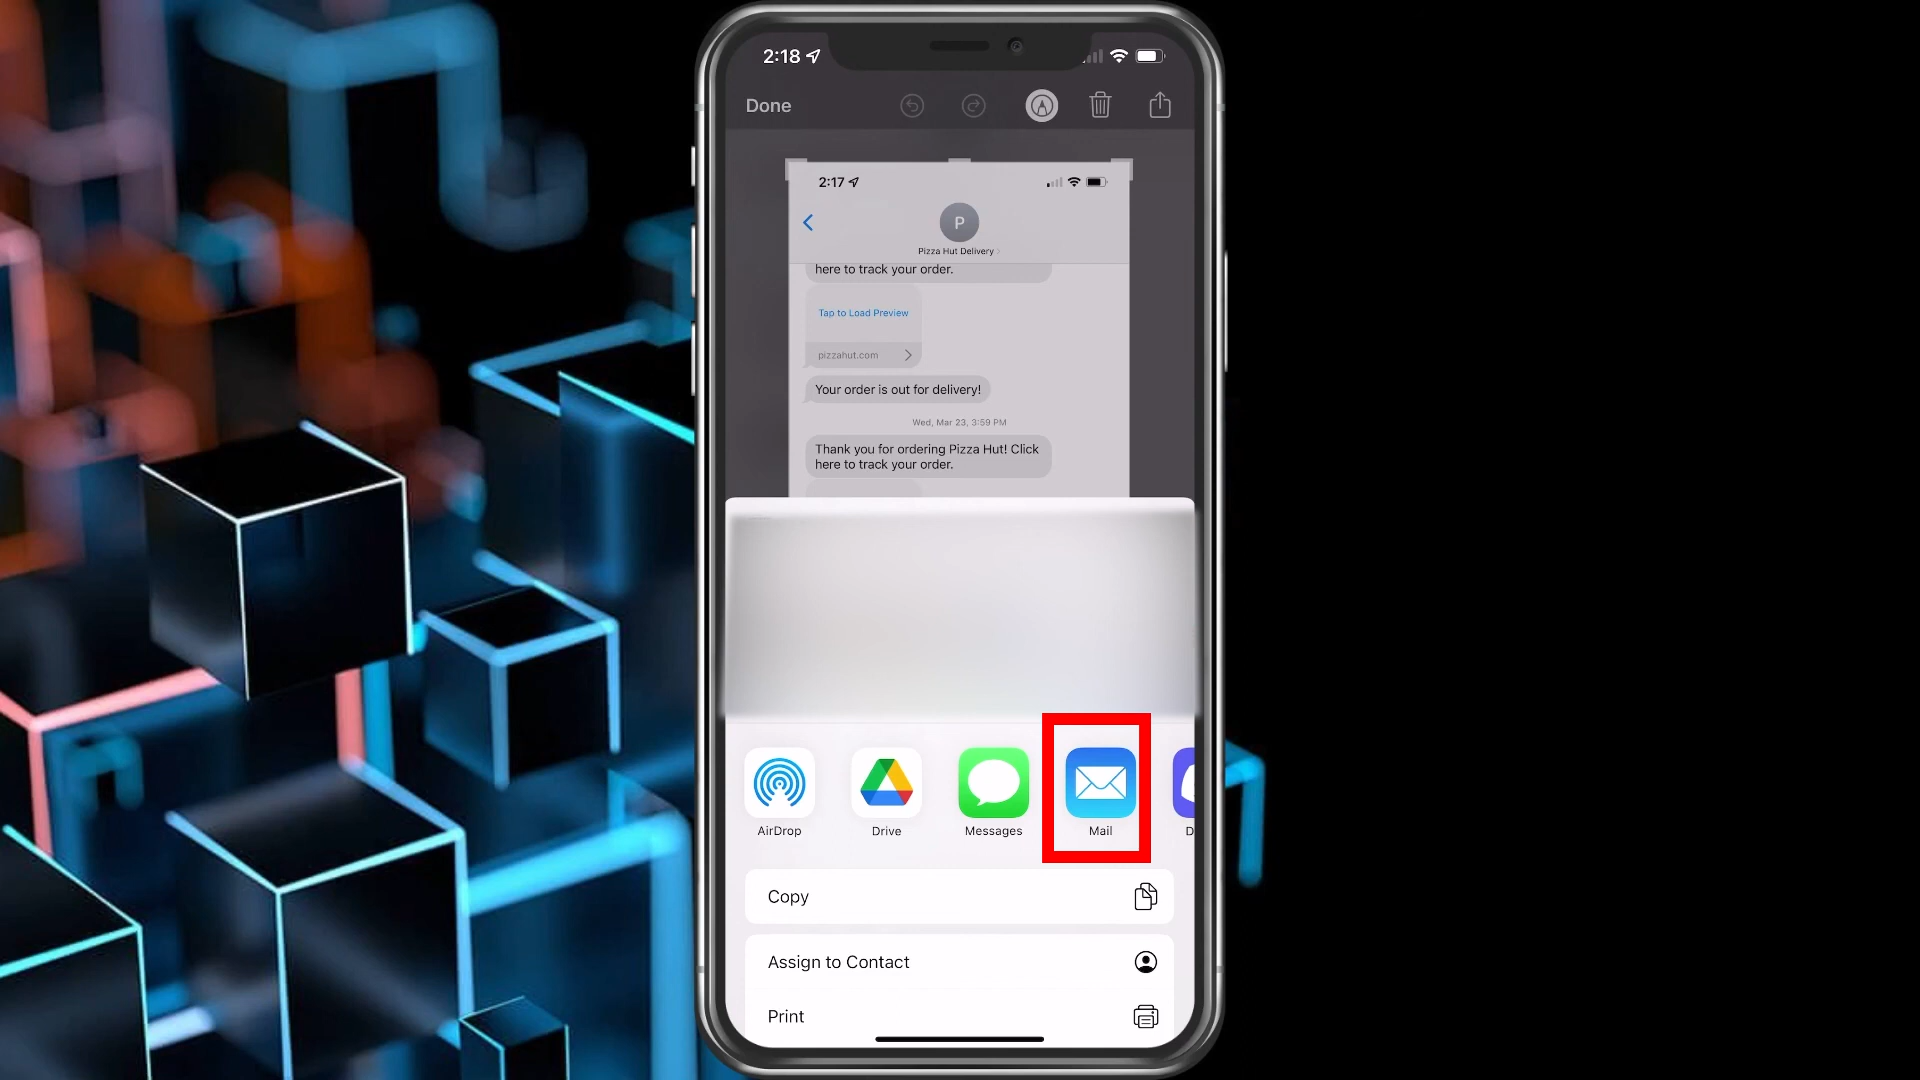 2:18
Done
2:17
P
Pizza Hut Delivery
here to track your order.
Tap to Load Preview
pizzahut.com
Your order is out for delivery!
Wed, Mar 23, 3:59 PM
Thank you for ordering Pizza Hut! Click
here to track your order.
AirDrop
Drive
Messages
Mail
D
Copy
Assign to Contact
Print